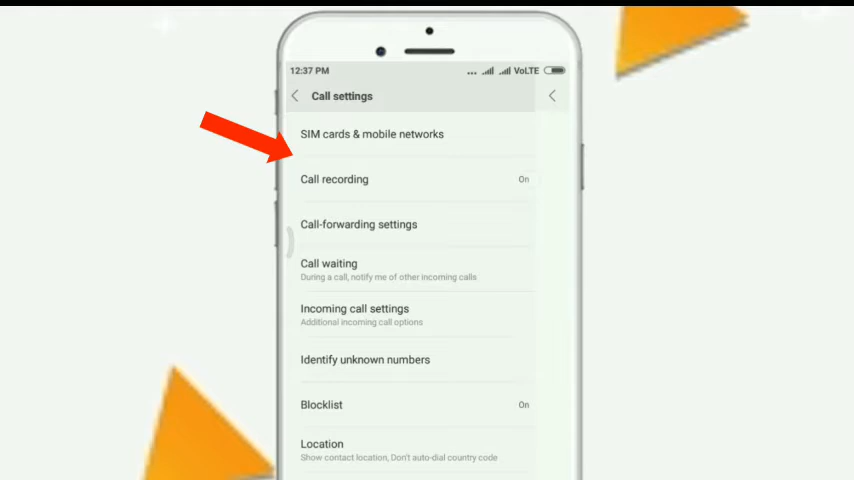 12:37 PM ... VoLTE
Call settings
SIM cards & mobile networks
Call recording On
Call-forwarding settings
Call waiting
During a call, notify me of other incoming calls
Incoming call settings
Additional incoming call options
Identify unknown numbers
Blocklist On
Location
Show contact location, Don't auto-dial country code